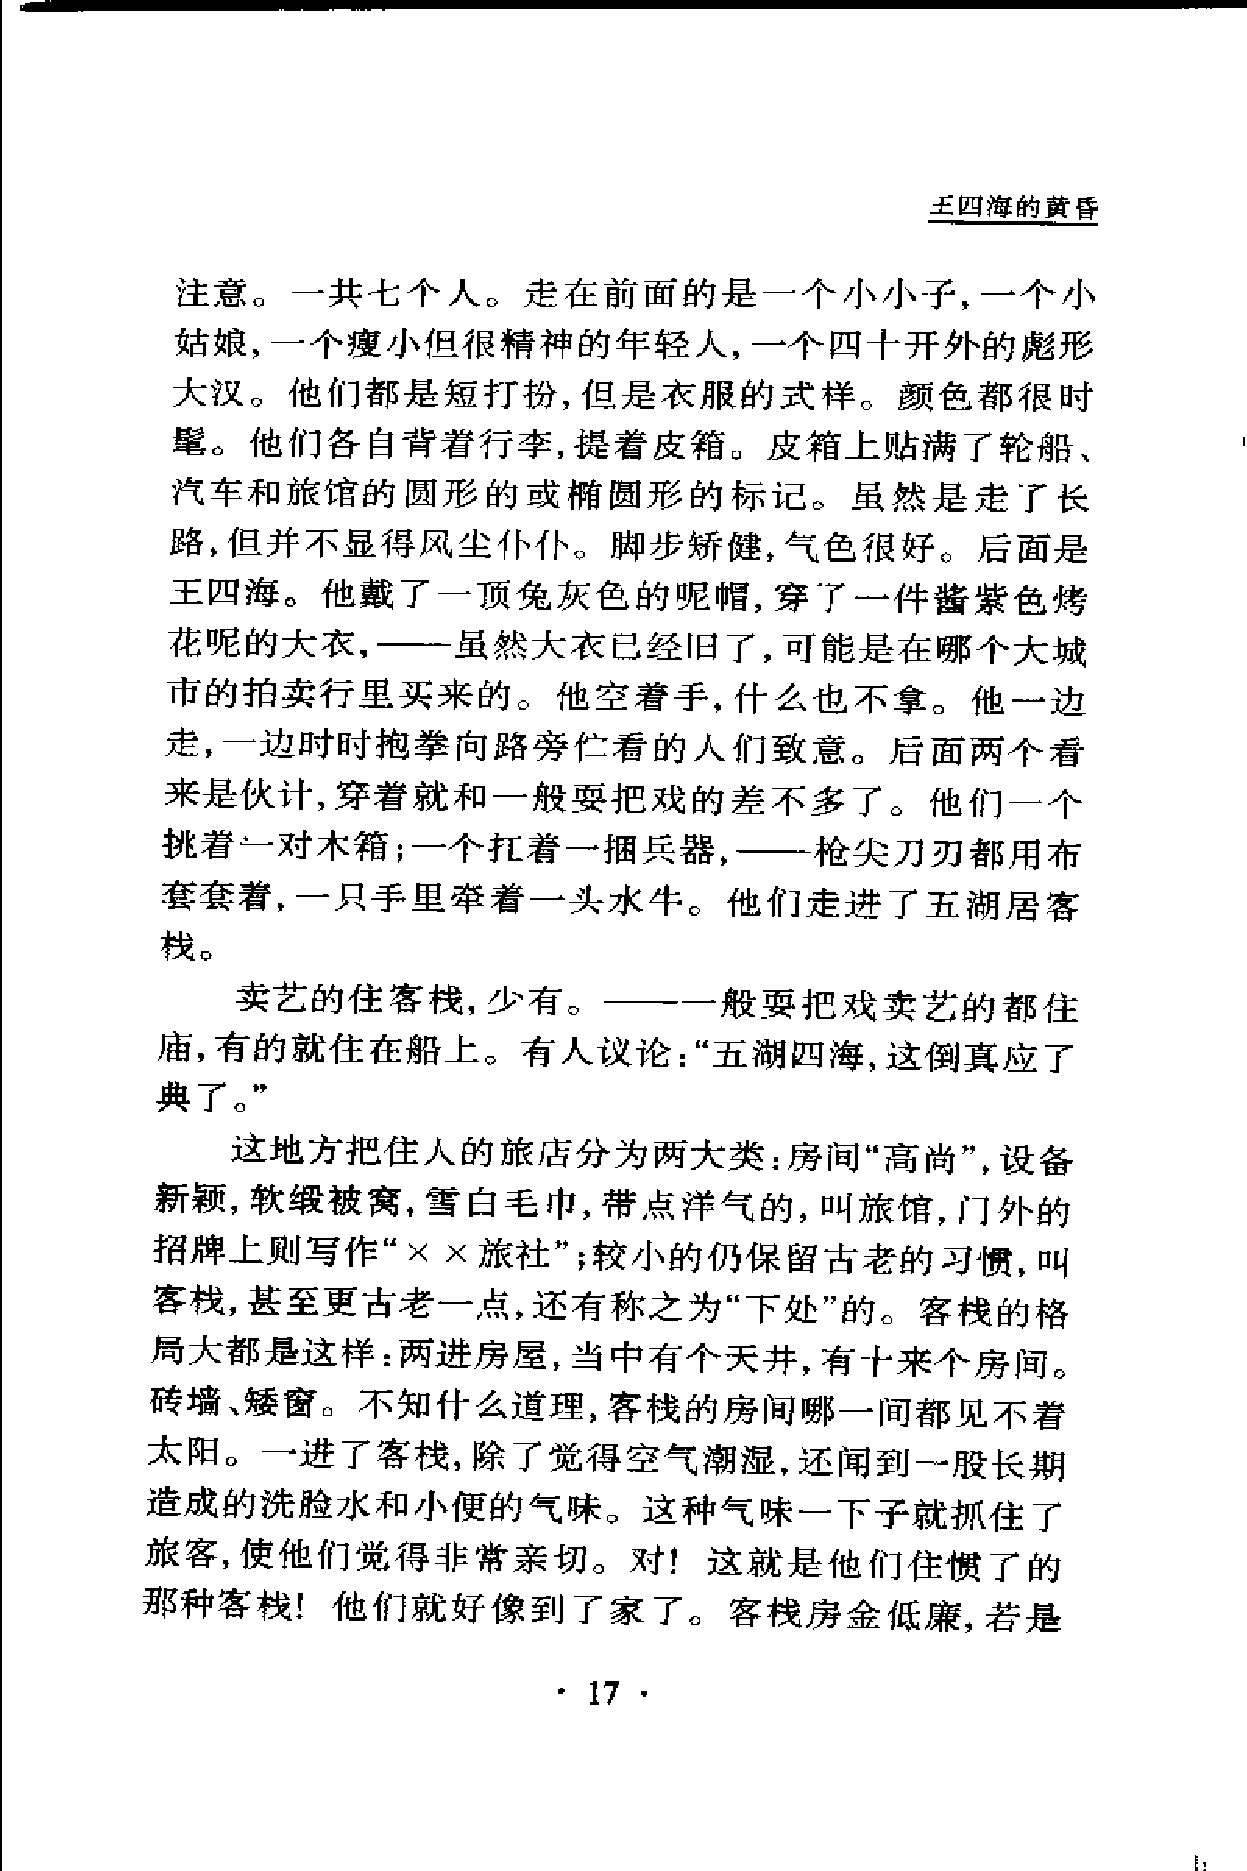 王四海的黄昏
注意。一共七个人。走在前面的是一个小小子,一个小
姑娘,一个瘦小但很精神的年轻人,一个四十开外的彪形
大汉。他们都是短打扮,但是衣服的式样。颜色都很时
髦。他们各自背着行李,提着皮箱。皮箱上贴满了轮船、
汽车和旅馆的圆形的或椭圆形的标记。虽然是走了长
路,但并不显得风尘仆仆。脚步矫健,气色很好。后面是
王四海。他戴了一顶兔灰色的呢帽,穿了一件酱紫色烤
花呢的大衣,——虽然大衣已经旧了,可能是在哪个大城
市的拍卖行里买来的。他空着手,什么也不拿。他一边
走,一边时时抱拳向路旁伫看的人们致意。后面两个看
来是伙计,穿着就和一般耍把戏的差不多了。他们一个
挑着一对木箱;一个扛着一捆兵器,——枪尖刀刃都用布
套套着,一只手里牵着一头水牛。他们走进了五湖居客
栈。
卖艺的住客栈,少有。——一般耍把戏卖艺的都住
庙,有的就住在船上。有人议论:“五湖四海,这倒真应了
典了。”
这地方把住人的旅店分为两大类:房间“高尚”,设备
新颖,软缎被窝,雪白毛巾,带点洋气的,叫旅馆,门外的
招牌上则写作“××旅社”;较小的仍保留古老的习惯,叫
客栈,甚至更古老一点,还有称之为“下处”的。客栈的格
局大都是这样:两进房屋,当中有个天井,有十来个房间。
砖墙、矮窗。不知什么道理,客栈的房间哪一间都见不着
太阳。一进了客栈,除了觉得空气潮湿,还闻到一股长期
造成的洗脸水和小便的气味。这种气味一下子就抓住了
旅客,使他们觉得非常亲切。对!这就是他们住惯了的
那种客栈!他们就好像到了家了。客栈房金低廉,若是
· 17 ·